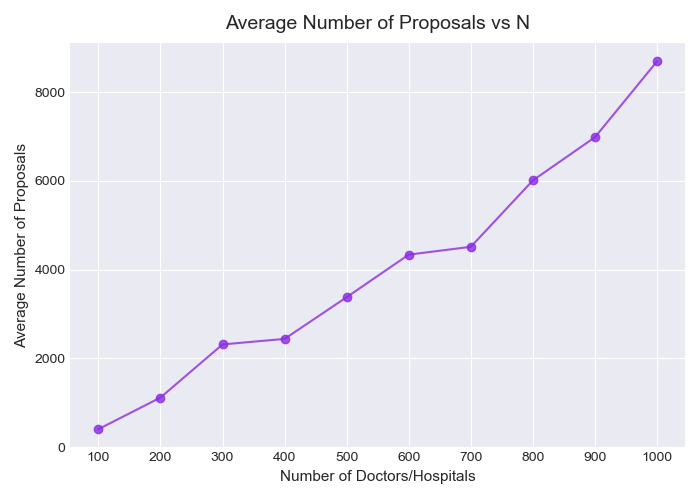 Average Number of Proposals vs N
Average Number of Proposals
8000
6000
4000
2000
0
100 200 300 400 500 600 700 800 900 1000
Number of Doctors/Hospitals